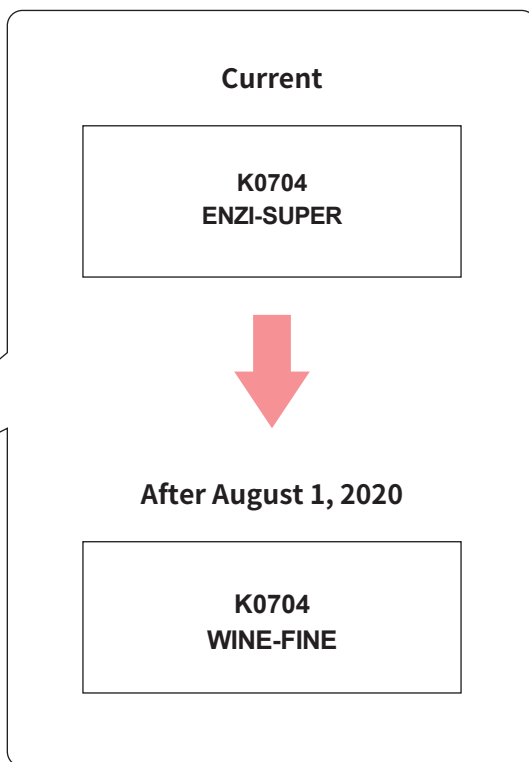 Current
K0704
ENZI-SUPER
After August 1, 2020
K0704
WINE-FINE